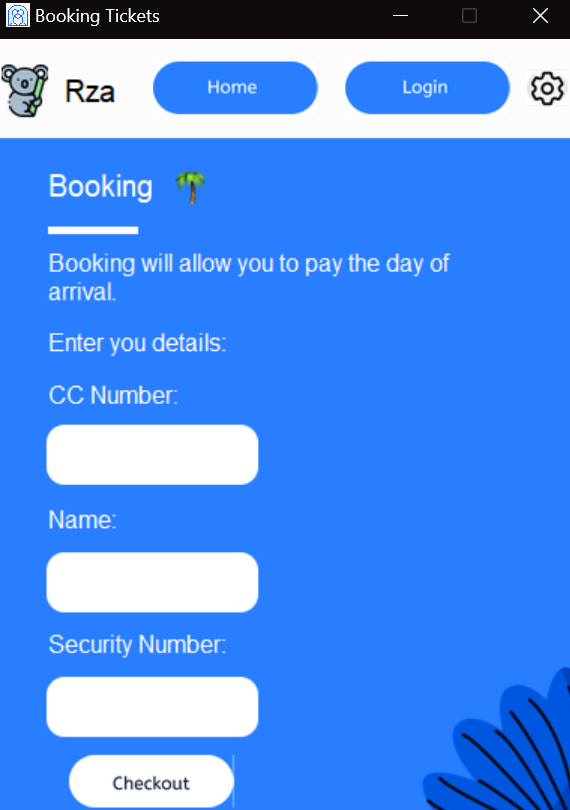 Booking Tickets
Rza
Home
Login
Booking
Booking will allow you to pay the day of
arrival.
Enter you details:
CC Number:
Name:
Security Number:
Checkout